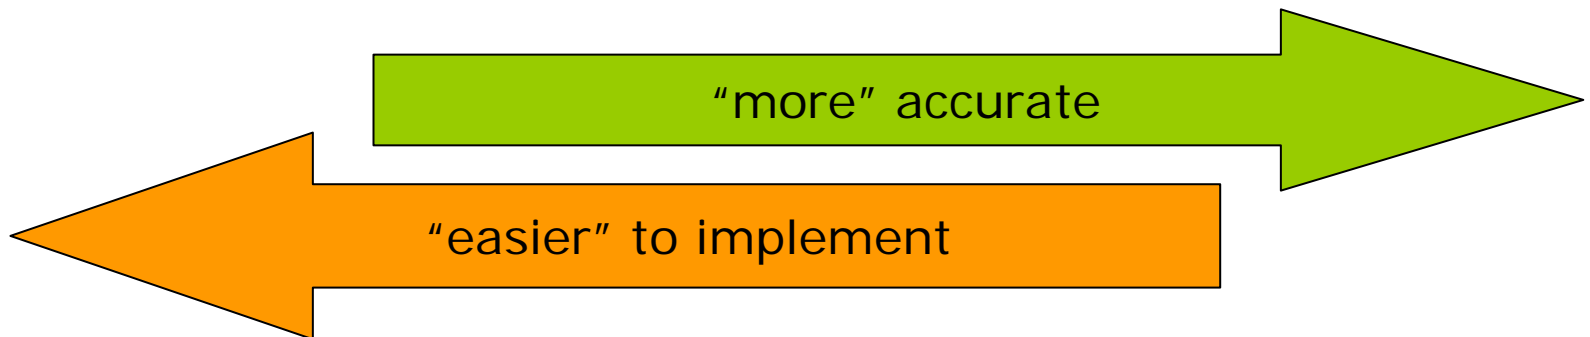 “more” accurate
“easier” to implement